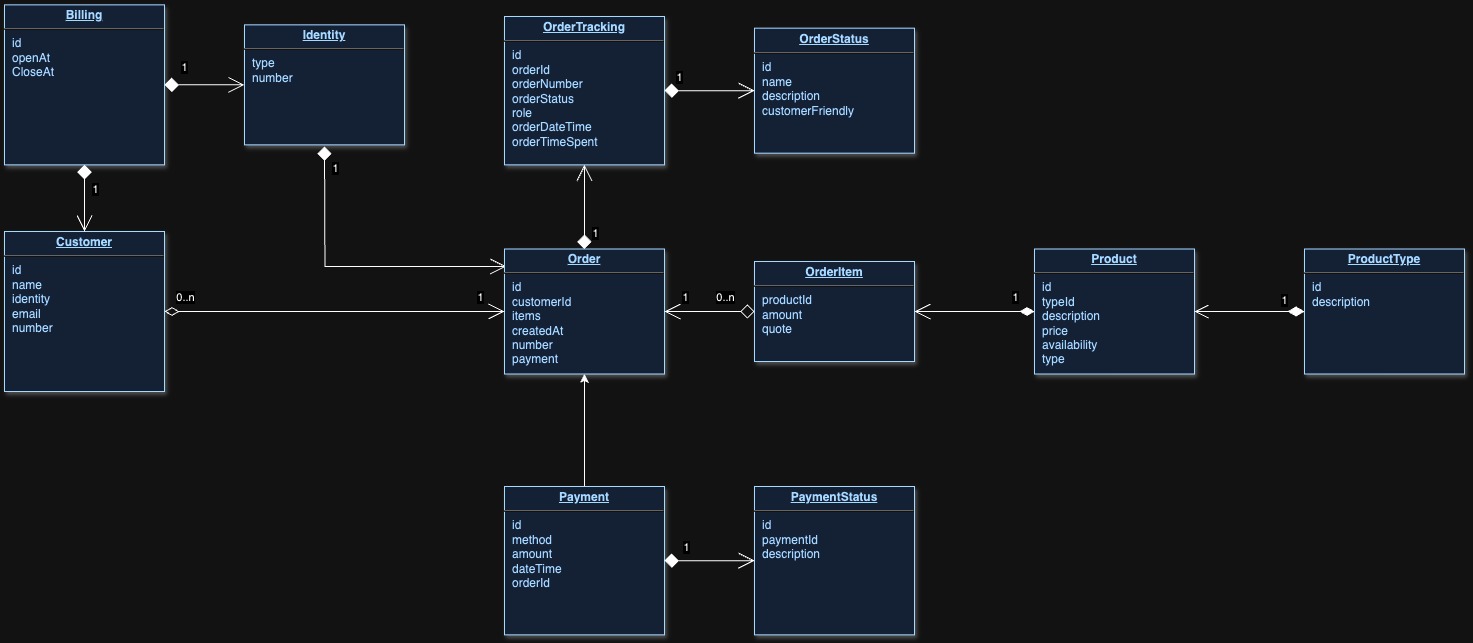 Billing
id
openAt
CloseAt
1
1
Identity
type
number
1
OrderTracking
id
orderId
orderNumber
orderStatus
role
orderDateTime
orderTimeSpent
1
OrderStatus
id
name
description
customerFriendly
Customer
id
name
identity
email
number
0..n
1
1
Order
id
customerId
items
createdAt
number
payment
1
0..n
OrderItem
productId
amount
quote
1
Product
id
typeId
description
price
availability
type
1
ProductType
id
description
Payment
id
method
amount
dateTime
orderId
1
PaymentStatus
id
paymentId
description